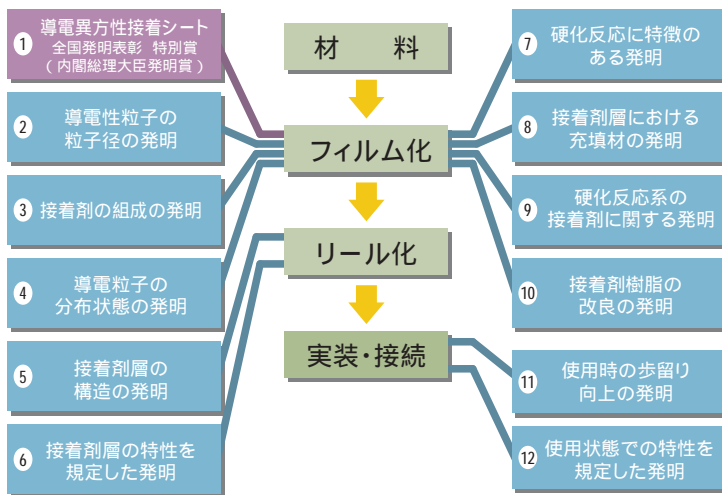 1
導電異方性接着シート
全国発明表彰 特別賞
(内閣総理大臣発明賞)
2
導電性粒子の
粒子径の発明
3
接着剤の組成の発明
4
導電粒子の
分布状態の発明
5
接着剤層の
構造の発明
6
接着剤層の特性を
規定した発明
材 料
フィルム化
リール化
実装・接続
7
硬化反応に特徴の
ある発明
8
接着剤層における
充填材の発明
9
硬化反応系の
接着剤に関する発明
10
接着剤樹脂の
改良の発明
11
使用時の歩留り
向上の発明
12
使用状態での特性を
規定した発明